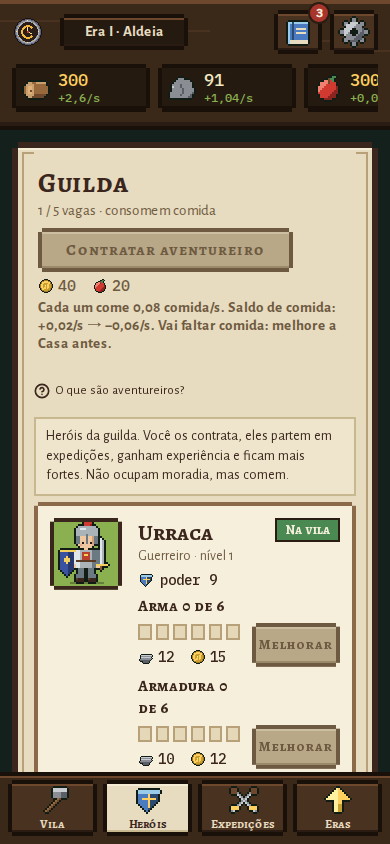 3
Era I · Aldeia
300
+2,6/s
91
+1,04/s
300
+0,0
Guilda
1 / 5 vagas · consomem comida
Contratar aventureiro
40 20
Cada um come 0,08 comida/s. Saldo de comida:
+0,02/s → −0,06/s. Vai faltar comida: melhore a
Casa antes.
? O que são aventureiros?
Heróis da guilda. Você os contrata, eles partem em
expedições, ganham experiência e ficam mais
fortes. Não ocupam moradia, mas comem.
Urraca
Na vila
Guerreiro · nível 1
poder 9
Arma 0 de 6
12 15
Melhorar
Armadura 0
de 6
10 12
Melhorar
Vila Heróis Expedições Eras